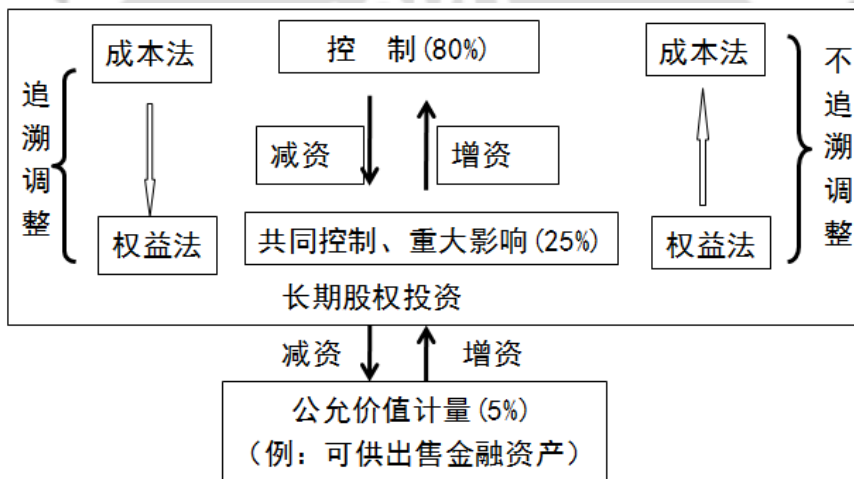 成本法
控 制(80%)
成本法
追溯调整
减资
增资
不追溯调整
权益法
共同控制、重大影响(25%)
权益法
长期股权投资
减资
增资
公允价值计量(5%)
（例：可供出售金融资产）